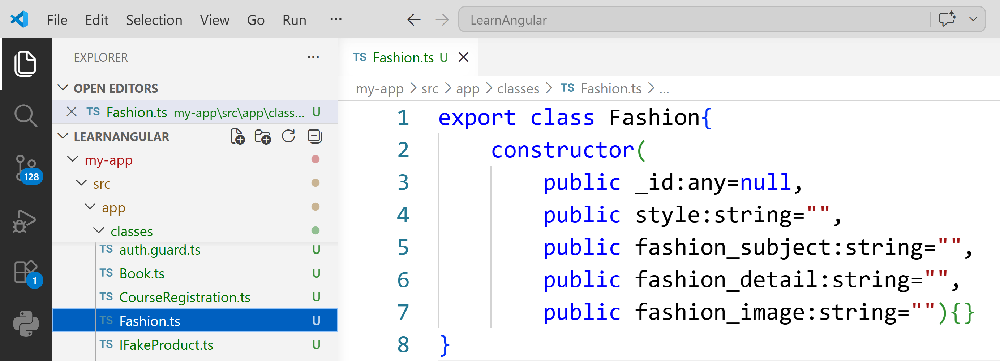 File Edit Selection View Go Run ··· LearnAngular
EXPLORER ···
OPEN EDITORS
TS Fashion.ts my-app\src\app\class... U
LEARNANGULAR
my-app
src
app
classes
TS auth.guard.ts U
TS Book.ts U
TS CourseRegistration.ts U
TS Fashion.ts U
TS IFakeProduct.ts U
128
1
TS Fashion.ts U
my-app > src > app > classes > TS Fashion.ts > ...
1 export class Fashion{
2     constructor(
3         public _id:any=null,
4         public style:string="",
5         public fashion_subject:string="",
6         public fashion_detail:string="",
7         public fashion_image:string=""){}
8 }